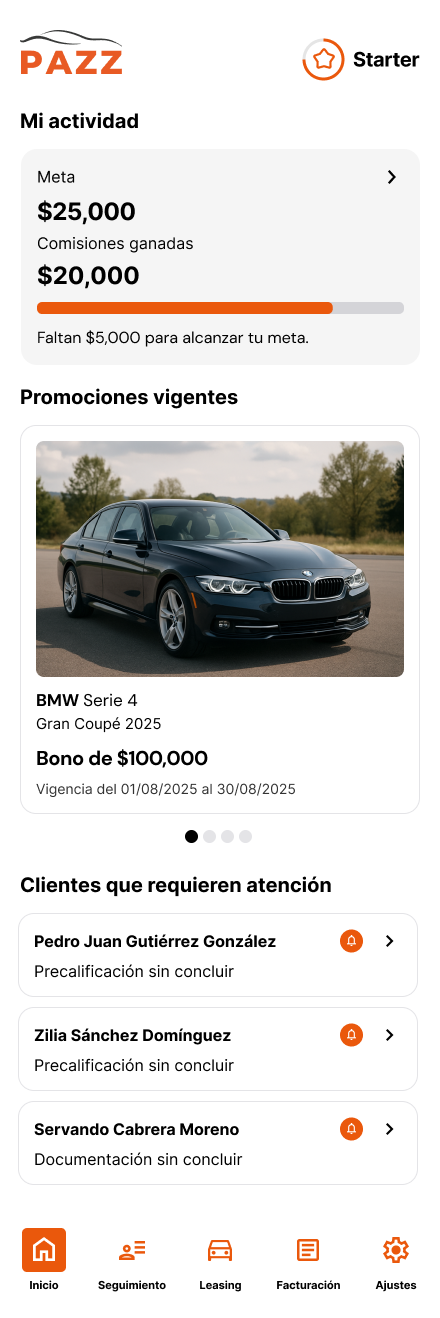 PAZZ
Starter
Mi actividad
Meta
$25,000
Comisiones ganadas
$20,000
Faltan $5,000 para alcanzar tu meta.
Promociones vigentes
BMW Serie 4
Gran Coupé 2025
Bono de $100,000
Vigencia del 01/08/2025 al 30/08/2025
Clientes que requieren atención
Pedro Juan Gutiérrez González
Precalificación sin concluir
Zilia Sánchez Domínguez
Precalificación sin concluir
Servando Cabrera Moreno
Documentación sin concluir
Inicio
Seguimiento
Leasing
Facturación
Ajustes